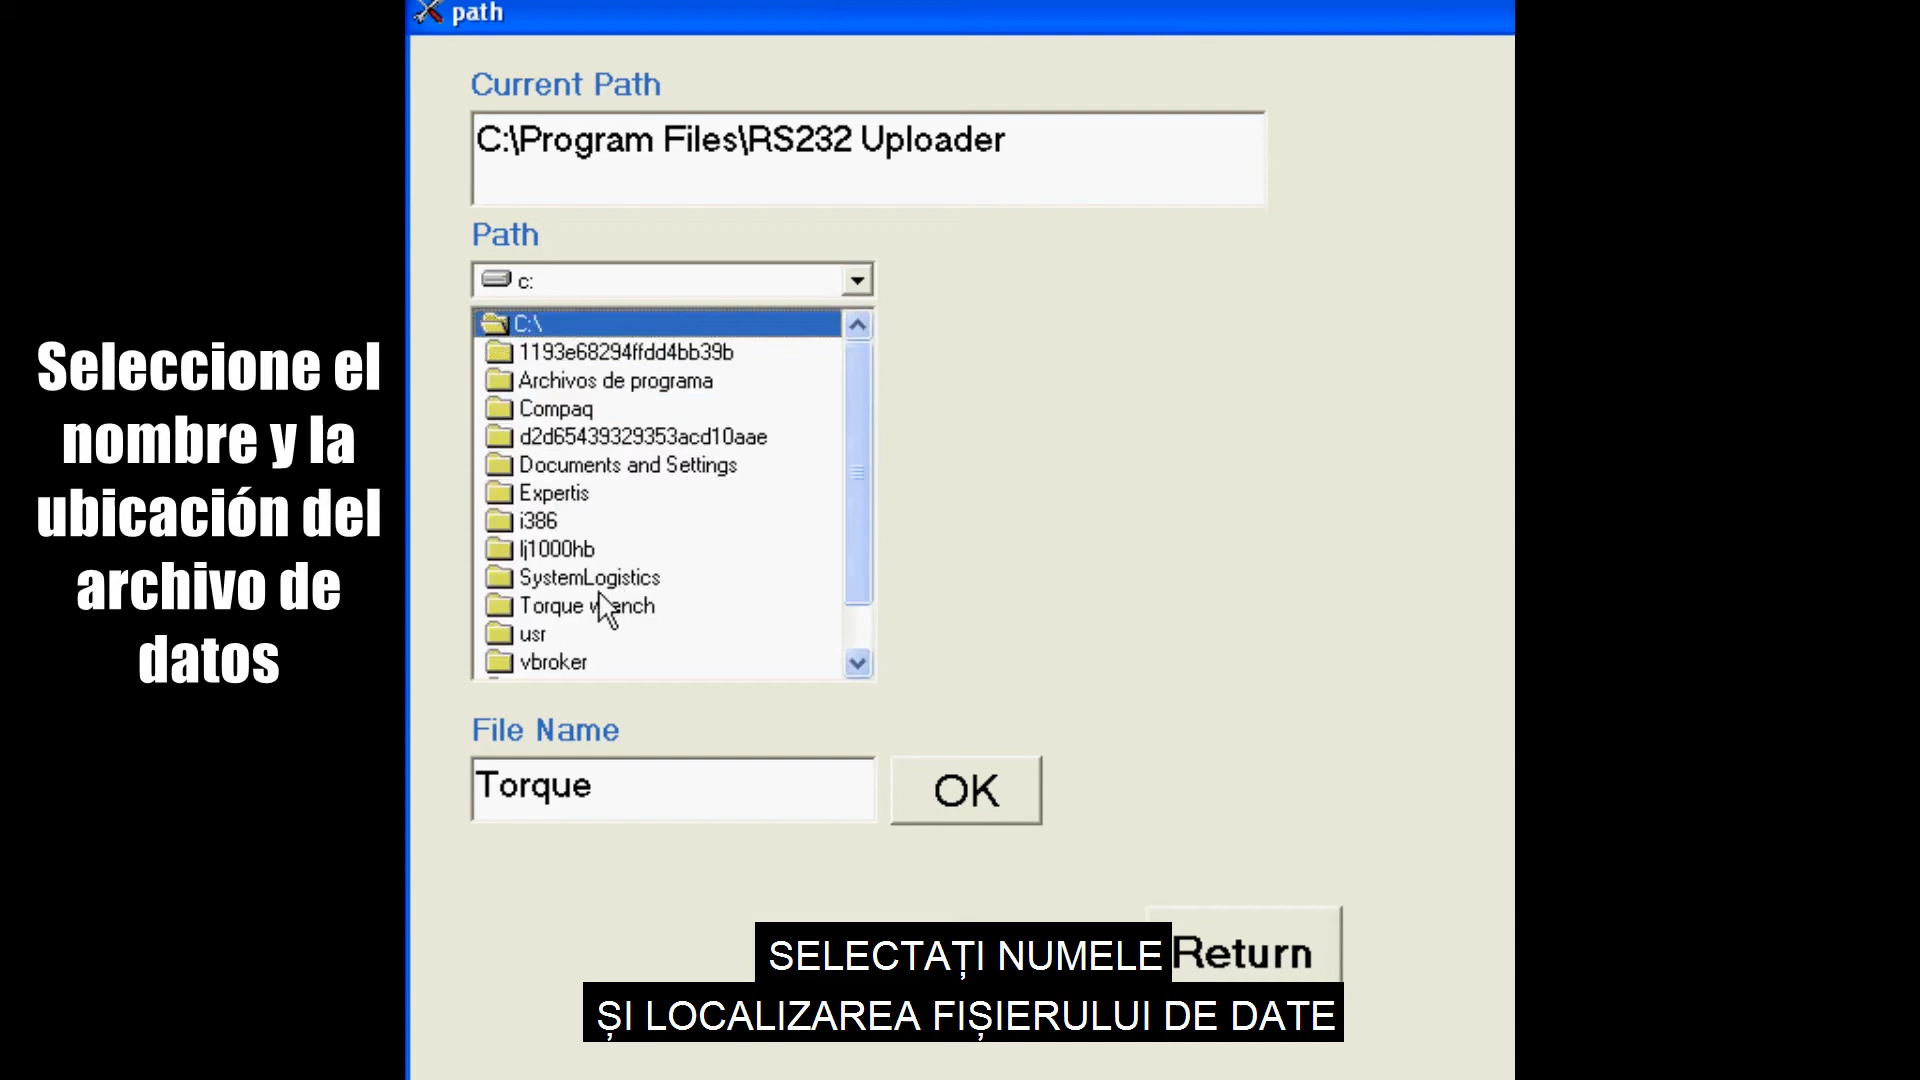 path
Current Path
C:\Program Files\RS232 Uploader
Path
c:
C:\
1193e68294ffdd4bb39b
Archivos de programa
Compaq
d2d65439329353acd10aae
Documents and Settings
Expertis
i386
lj1000hb
SystemLogistics
Torque wrench
usr
vbroker
File Name
Torque
OK
Return
Seleccione el
nombre y la
ubicación del
archivo de
datos
SELECTAȚI NUMELE
ȘI LOCALIZAREA FIȘIERULUI DE DATE